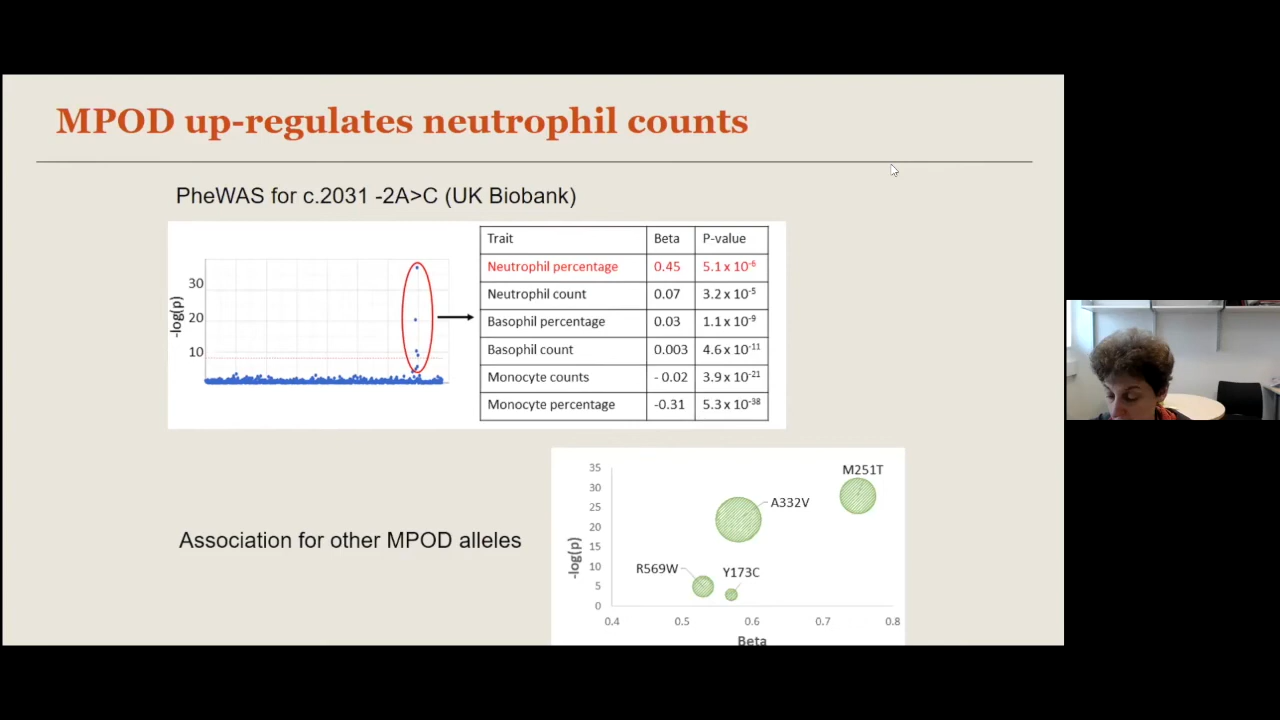 MPOD up-regulates neutrophil counts
PheWAS for c.2031 -2A>C (UK Biobank)
-log(p)
30
20
10
Trait Beta P-value
Neutrophil percentage 0.45 5.1 x 10-6
Neutrophil count 0.07 3.2 x 10-5
Basophil percentage 0.03 1.1 x 10-9
Basophil count 0.003 4.6 x 10-11
Monocyte counts - 0.02 3.9 x 10-21
Monocyte percentage -0.31 5.3 x 10-38
Association for other MPOD alleles
-log(p)
35
30
25
20
15
10
5
0
M251T
A332V
R569W
Y173C
0.4 0.5 0.6 0.7 0.8
Beta